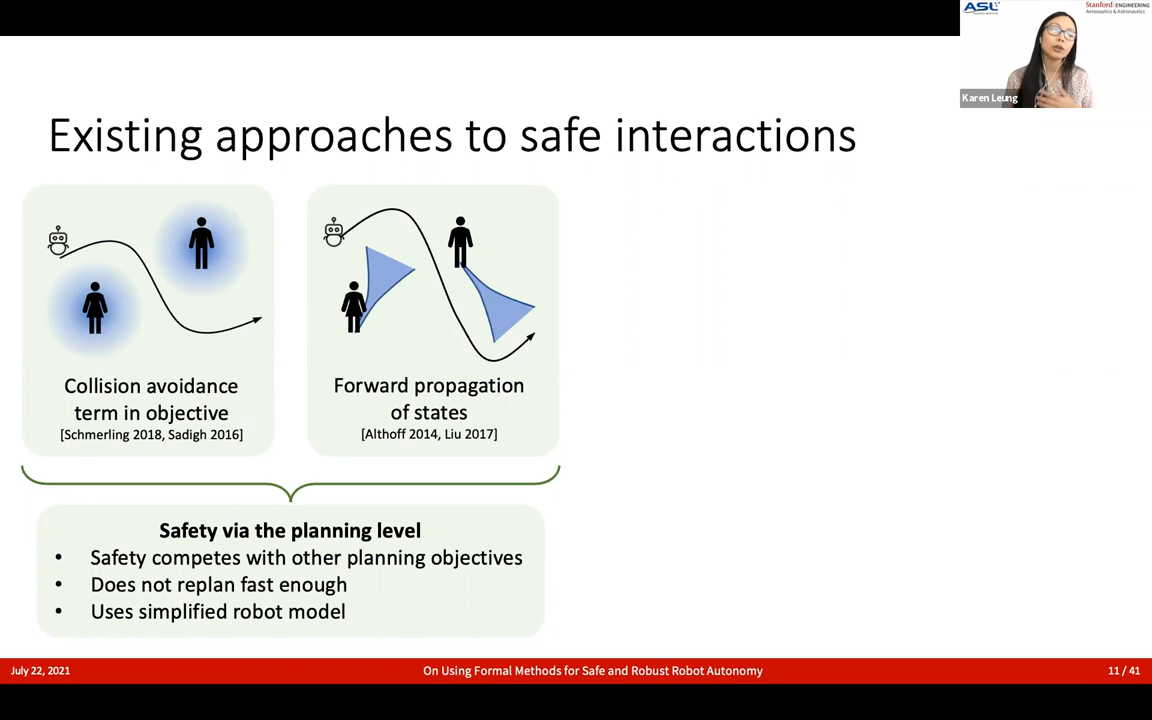 ASL
Stanford ENGINEERING
Aeronautics & Astronautics
Karen Leung
Existing approaches to safe interactions
Collision avoidance
term in objective
[Schmerling 2018, Sadigh 2016]
Forward propagation
of states
[Althoff 2014, Liu 2017]
Safety via the planning level
• Safety competes with other planning objectives
• Does not replan fast enough
• Uses simplified robot model
July 22, 2021
On Using Formal Methods for Safe and Robust Robot Autonomy
11 / 41